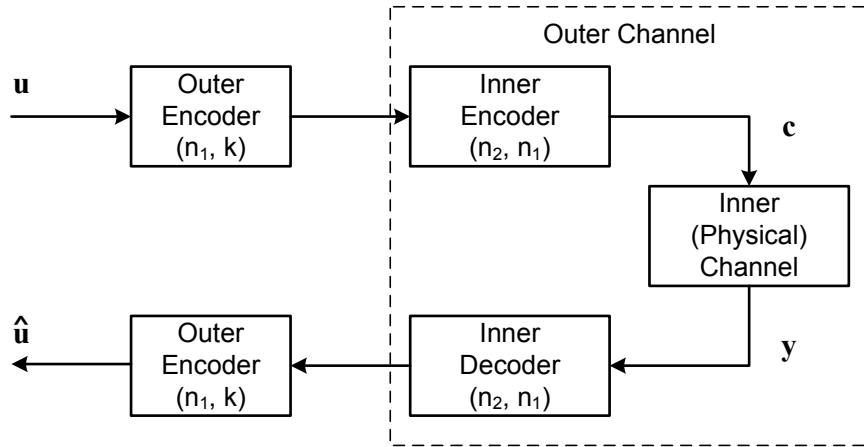 Outer Channel
u
Outer
Encoder
(n₁, k)
Inner
Encoder
(n₂, n₁)
c
Inner
(Physical)
Channel
û
Outer
Encoder
(n₁, k)
Inner
Decoder
(n₂, n₁)
y